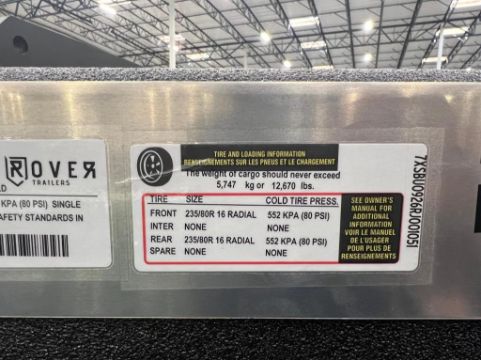 ROVER
TRAILERS
LD
KPA (80 PSI) SINGLE
AFETY STANDARDS IN
TIRE AND LOADING INFORMATION
RENSEIGNEMENTS SUR LES PNEUS ET LE CHARGEMENT
The weight of cargo should never exceed
5,747 kg or 12,670 lbs.
TIRE SIZE COLD TIRE PRESS.
FRONT 235/80R 16 RADIAL 552 KPA (80 PSI)
INTER NONE NONE
REAR 235/80R 16 RADIAL 552 KPA (80 PSI)
SPARE NONE NONE
SEE OWNER'S
MANUAL FOR
ADDITIONAL
INFORMATION
VOIR LE MANUEL
DE L'USAGER
POUR PLUS DE
RENSEIGNEMENTS